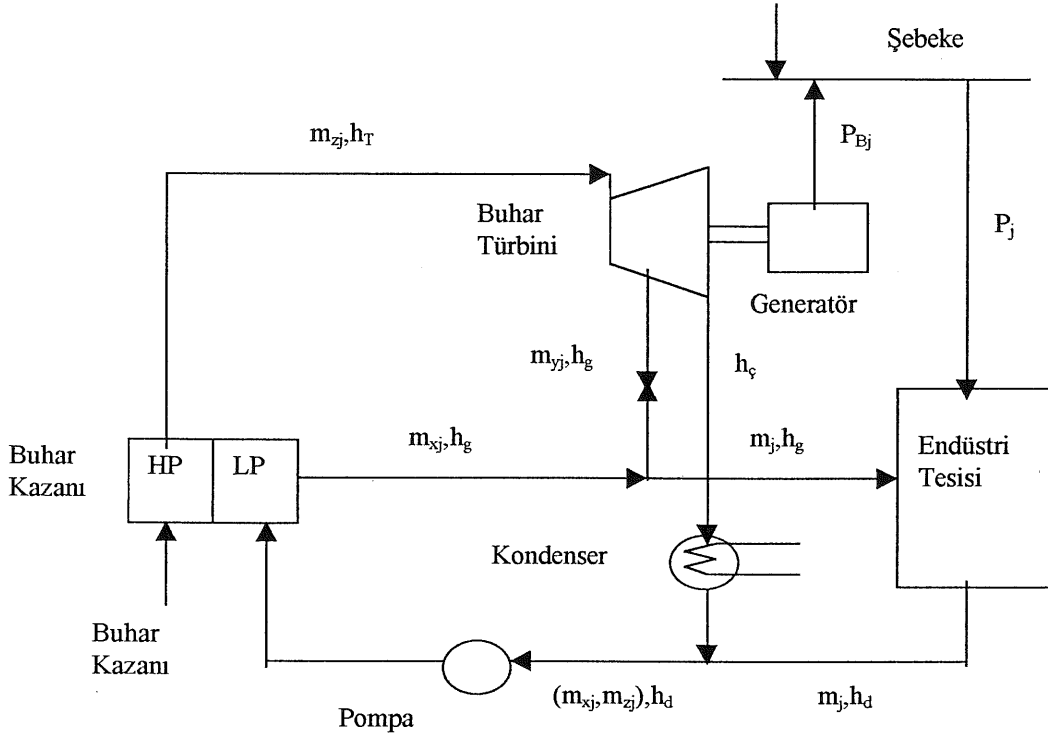 Şebeke
m_zj,h_T
P_Bj
Buhar
Türbini
P_j
Generatör
m_yj,h_g
h_ç
m_xj,h_g
m_j,h_g
Endüstri
Tesisi
Buhar
Kazanı
HP
LP
Kondenser
Buhar
Kazanı
(m_xj,m_zj),h_d
m_j,h_d
Pompa